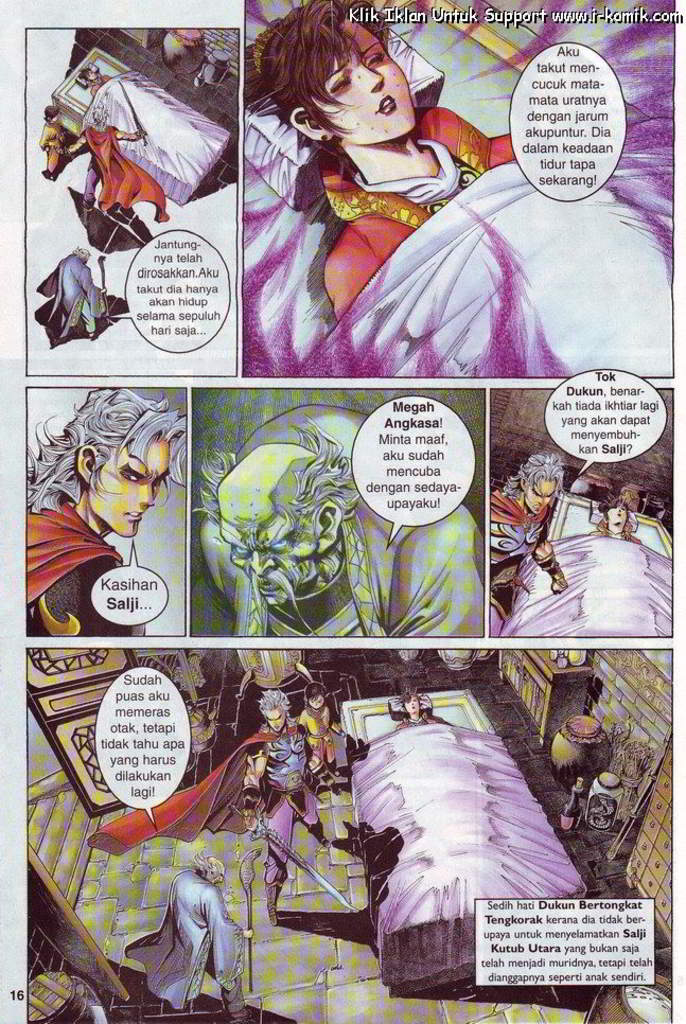 Klik Iklan Untuk Support www.i-komik.com
Jantung-
nya telah
dirosakkan.Aku
takut dia hanya
akan hidup
selama sepuluh
hari saja...
Aku
takut men-
cucuk mata-
mata uratnya
dengan jarum
akupuntur. Dia
dalam keadaan
tidur tapa
sekarang!
Kasihan
Salji...
Megah
Angkasa!
Minta maaf,
aku sudah
mencuba
dengan sedaya-
upayaku!
Tok
Dukun, benar-
kah tiada ikhtiar lagi
yang akan dapat
menyembuh-
kan Salji?
Sudah
puas aku
memeras
otak, tetapi
tidak tahu apa
yang harus
dilakukan
lagi!
Sedih hati Dukun Bertongkat
Tengkorak kerana dia tidak ber-
upaya untuk menyelamatkan Salji
Kutub Utara yang bukan saja
telah menjadi muridnya, tetapi telah
dianggapnya seperti anak sendiri.
16